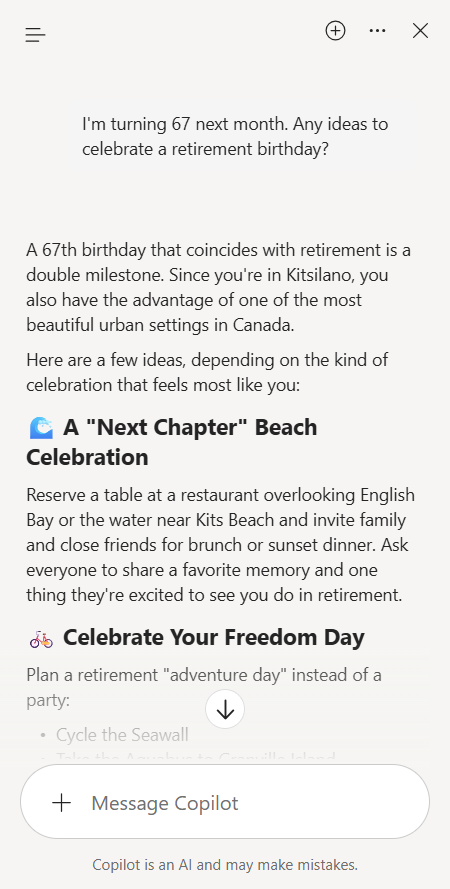 I'm turning 67 next month. Any ideas to
celebrate a retirement birthday?
A 67th birthday that coincides with retirement is a
double milestone. Since you're in Kitsilano, you
also have the advantage of one of the most
beautiful urban settings in Canada.
Here are a few ideas, depending on the kind of
celebration that feels most like you:
🌊 A "Next Chapter" Beach
Celebration
Reserve a table at a restaurant overlooking English
Bay or the water near Kits Beach and invite family
and close friends for brunch or sunset dinner. Ask
everyone to share a favorite memory and one
thing they're excited to see you do in retirement.
🚲 Celebrate Your Freedom Day
Plan a retirement "adventure day" instead of a
party:
• Cycle the Seawall
• Take the Aquabus to Granville Island
Message Copilot
Copilot is an AI and may make mistakes.